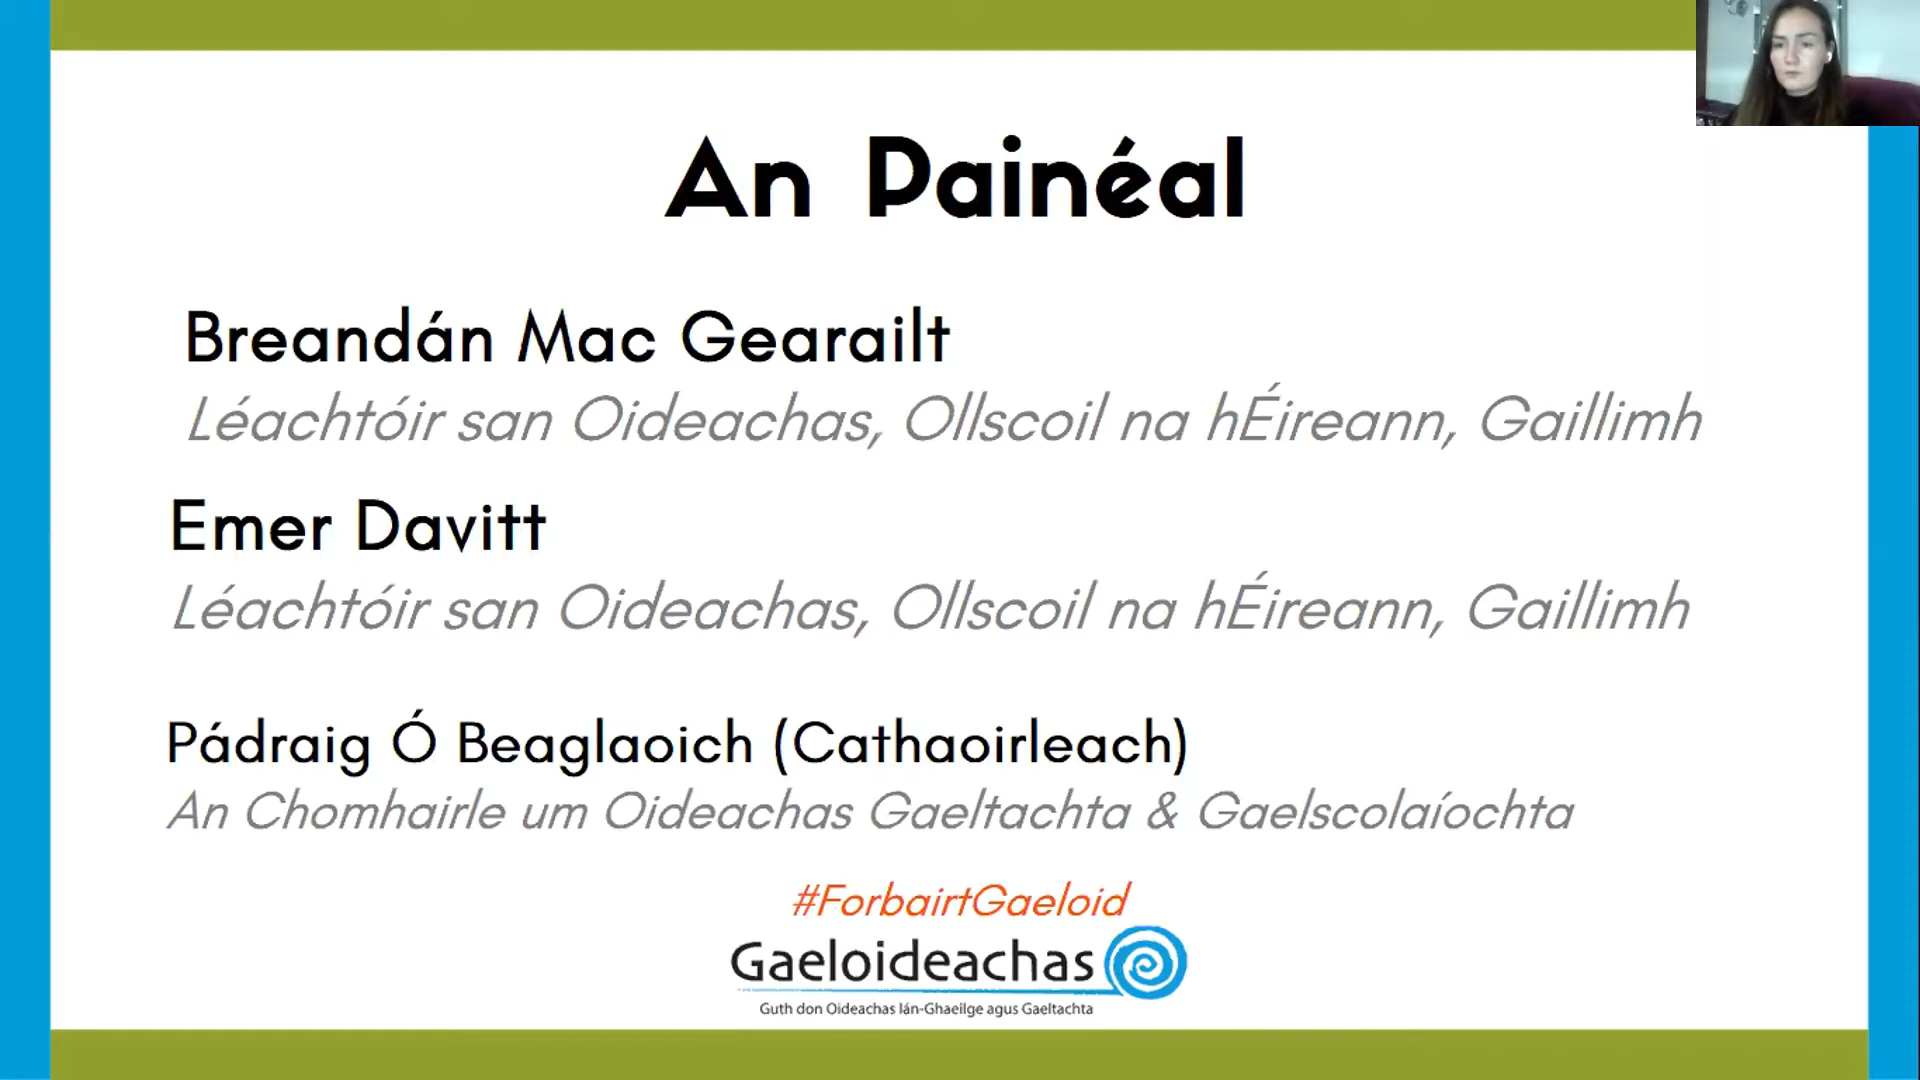 An Painéal
Breandán Mac Gearailt
Léachtóir san Oideachas, Ollscoil na hÉireann, Gaillimh
Emer Davitt
Léachtóir san Oideachas, Ollscoil na hÉireann, Gaillimh
Pádraig Ó Beaglaoich (Cathaoirleach)
An Chomhairle um Oideachas Gaeltachta & Gaelscolaíochta
#ForbairtGaeloid
Gaeloideachas
Guth don Oideachas lán-Ghaeilge agus Gaeltachta